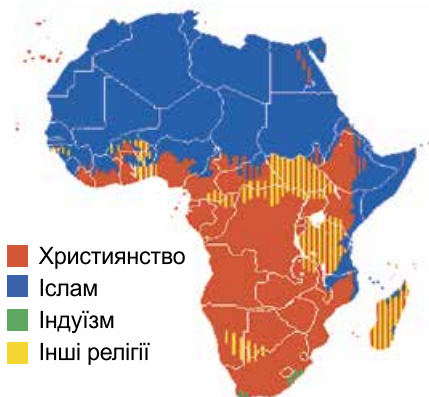 Християнство
Іслам
Індуїзм
Інші релігії